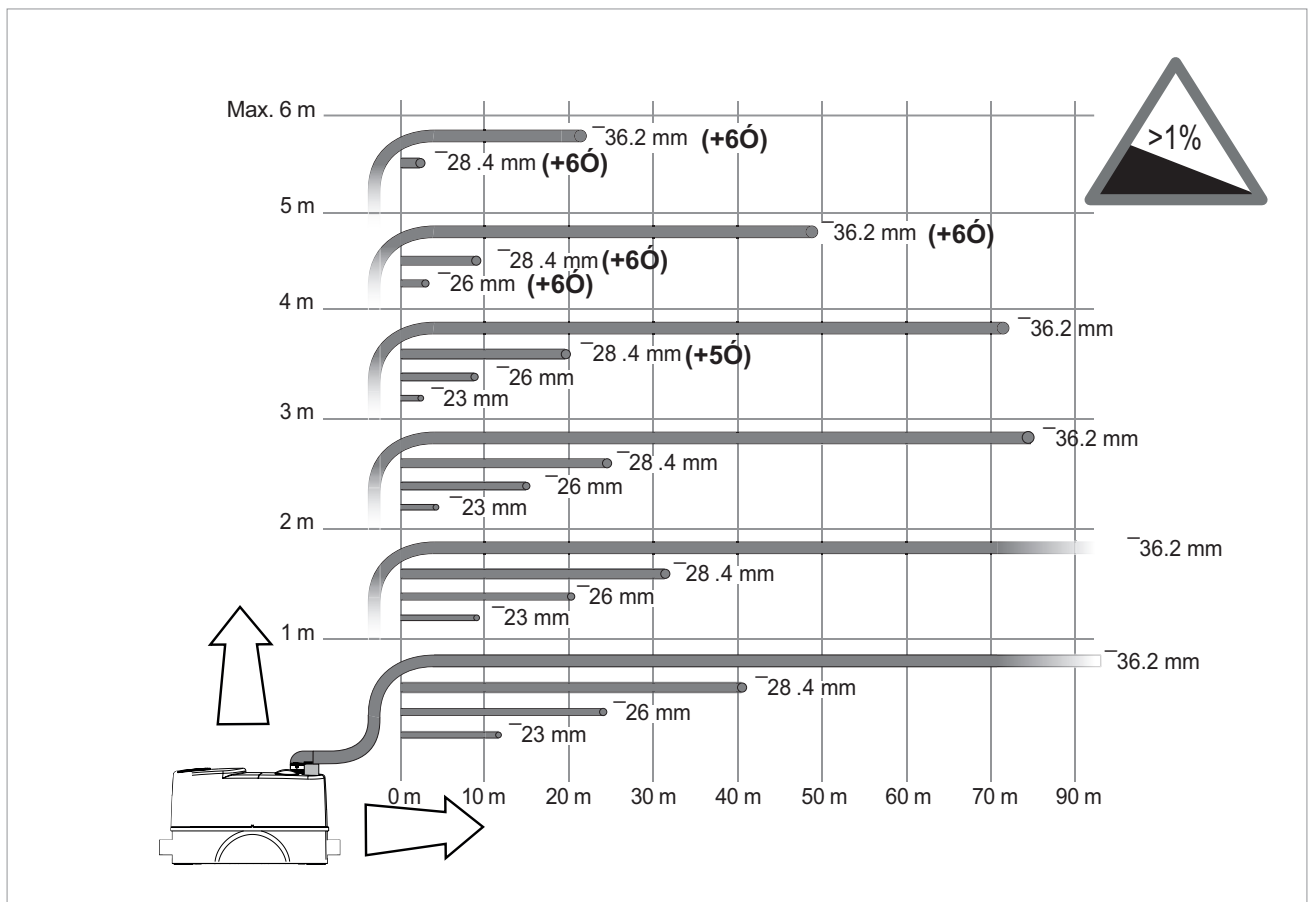 Max. 6 m
>1%
¯36.2 mm (+6Ó)
¯28 .4 mm (+6Ó)
5 m
¯36.2 mm (+6Ó)
¯28 .4 mm (+6Ó)
¯26 mm (+6Ó)
4 m
¯36.2 mm
¯28 .4 mm (+5Ó)
¯26 mm
¯23 mm
3 m
¯36.2 mm
¯28 .4 mm
¯26 mm
¯23 mm
2 m
¯36.2 mm
¯28 .4 mm
¯26 mm
¯23 mm
1 m
¯36.2 mm
¯28 .4 mm
¯26 mm
¯23 mm
0 m 10 m 20 m 30 m 40 m 50 m 60 m 70 m 90 m